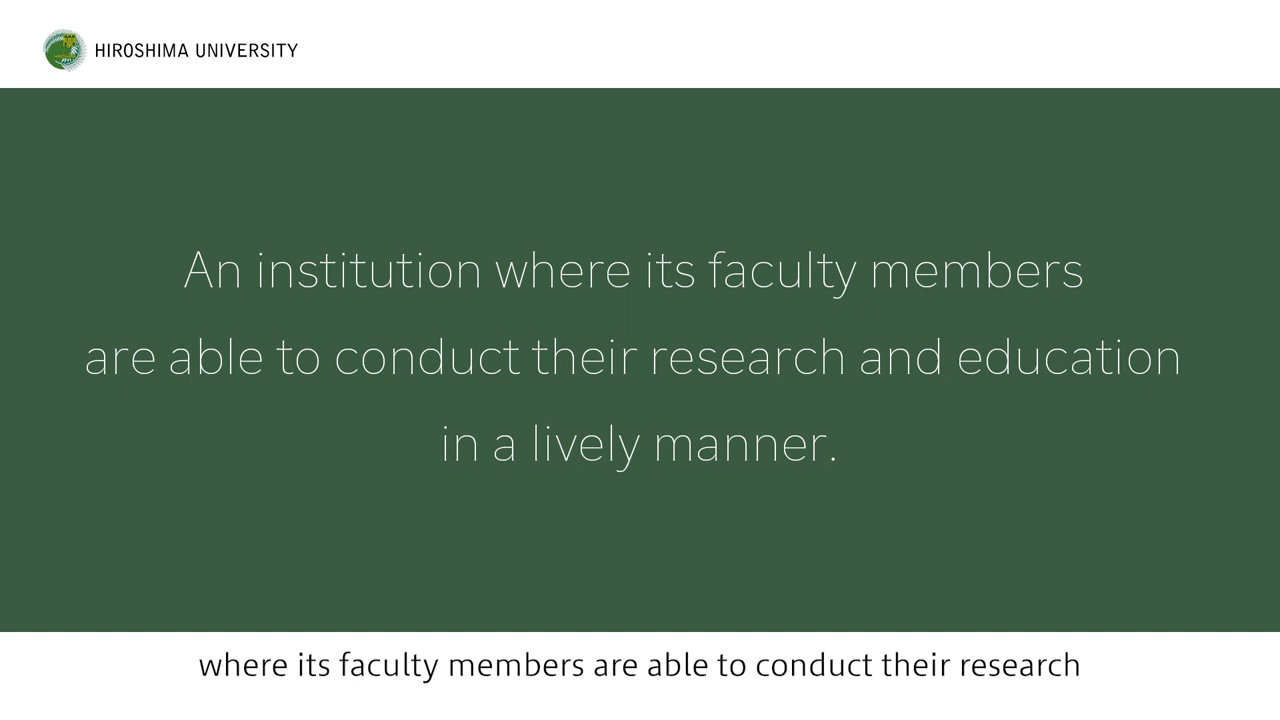 HIROSHIMA UNIVERSITY
An institution where its faculty members
are able to conduct their research and education
in a lively manner.
where its faculty members are able to conduct their research